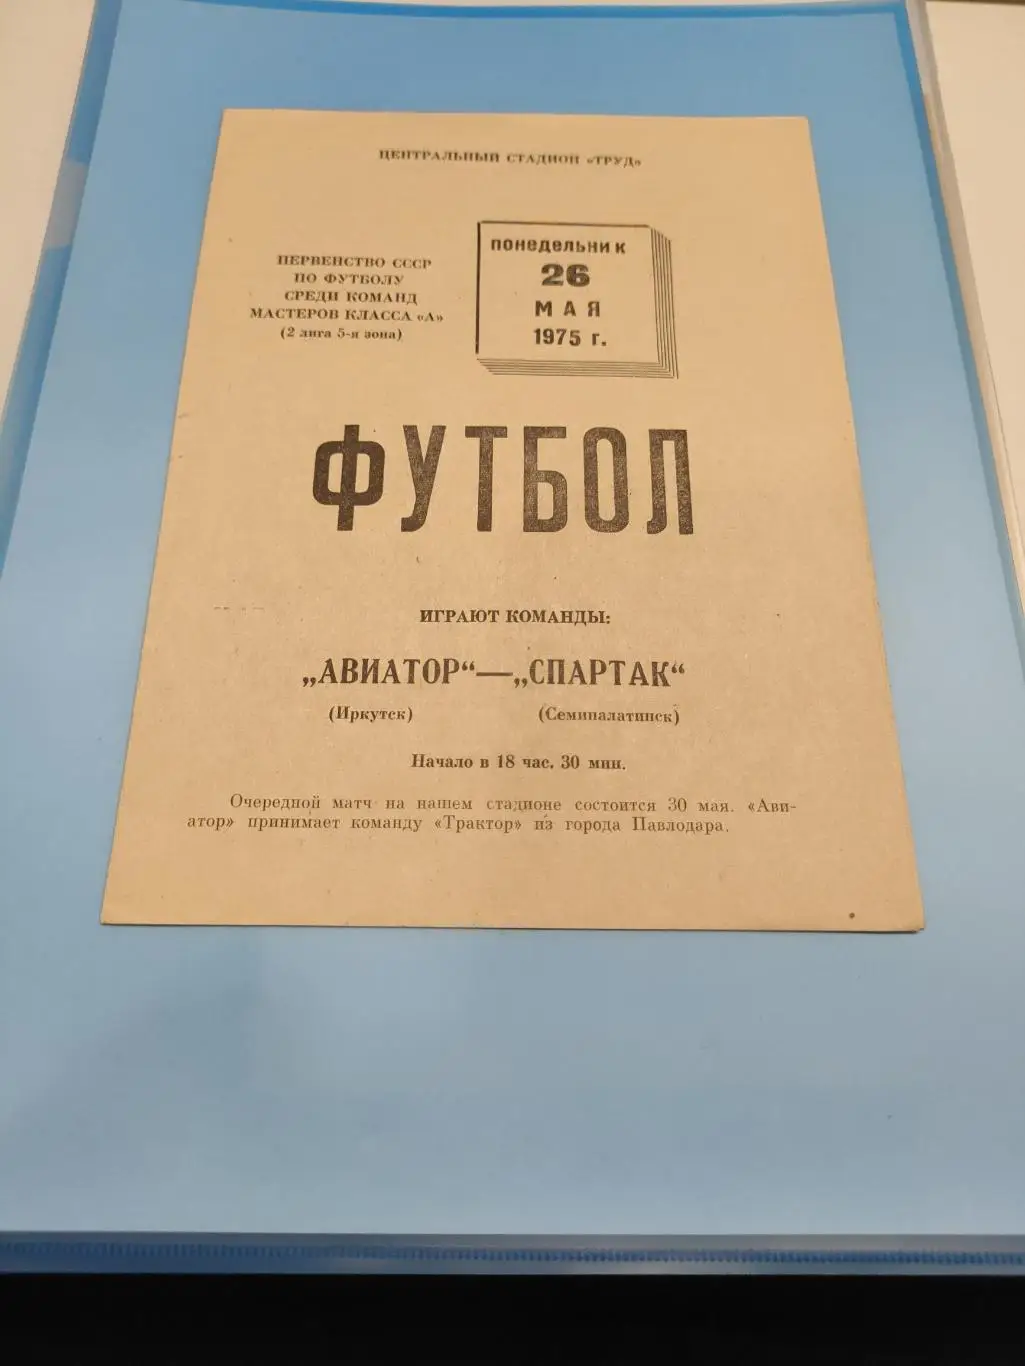 ЦЕНТРАЛЬНЫЙ СТАДИОН «ТРУД»
ПЕРВЕНСТВО СССР
ПО ФУТБОЛУ
СРЕДИ КОМАНД
МАСТЕРОВ КЛАССА «А»
(2 лига 5-я зона)
понедельник
26
МАЯ
1975 г.
ФУТБОЛ
ИГРАЮТ КОМАНДЫ:
„АВИАТОР“—„СПАРТАК“
(Иркутск) (Семипалатинск)
Начало в 18 час. 30 мин.
Очередной матч на нашем стадионе состоится 30 мая. «Ави-
атор» принимает команду «Трактор» из города Павлодара.